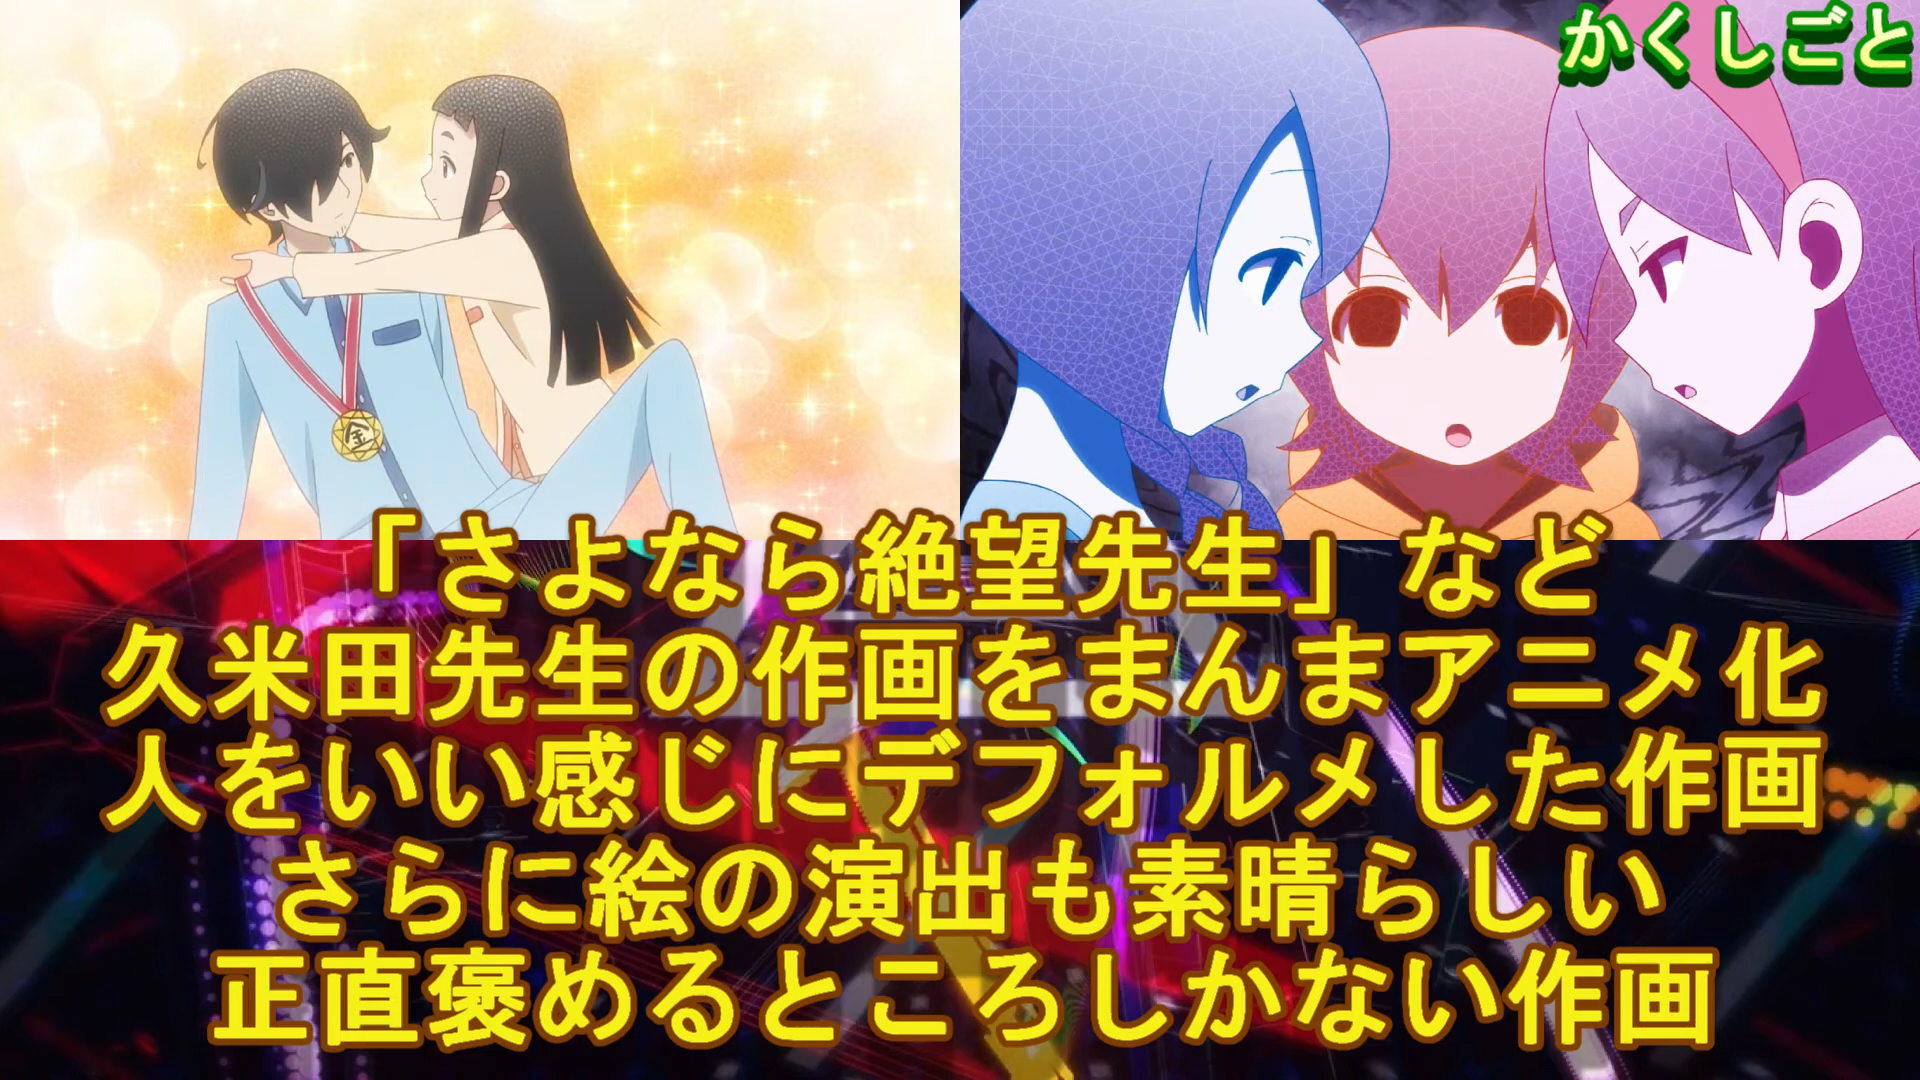 かくしごと
金
「さよなら絶望先生」など
久米田先生の作画をまんまアニメ化
人をいい感じにデフォルメした作画
さらに絵の演出も素晴らしい
正直褒めるところしかない作画